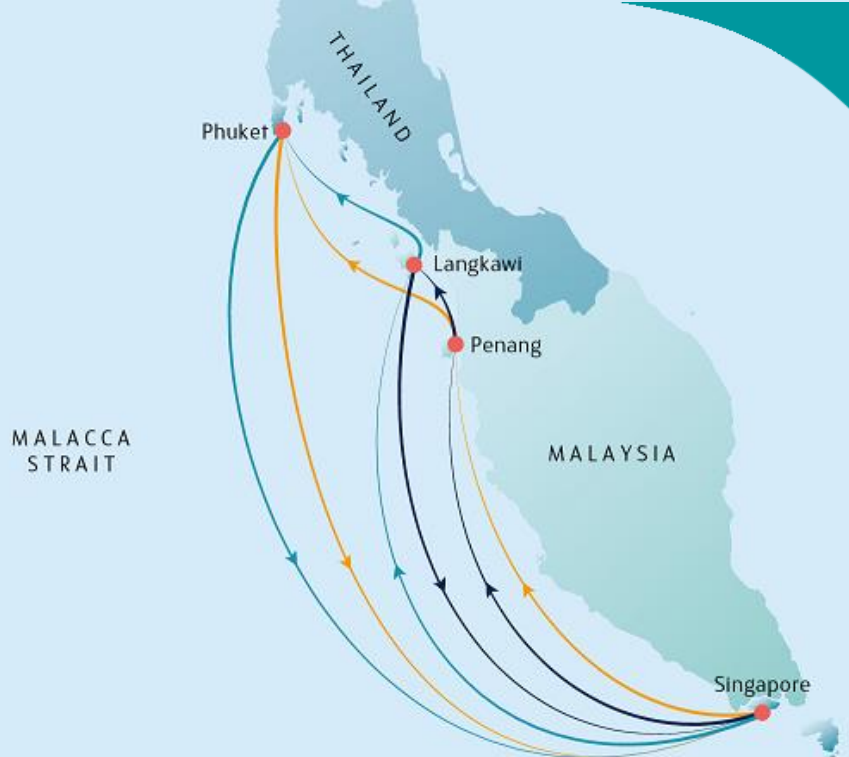 THAILAND
Phuket
Langkawi
Penang
MALACCA
STRAIT
MALAYSIA
Singapore